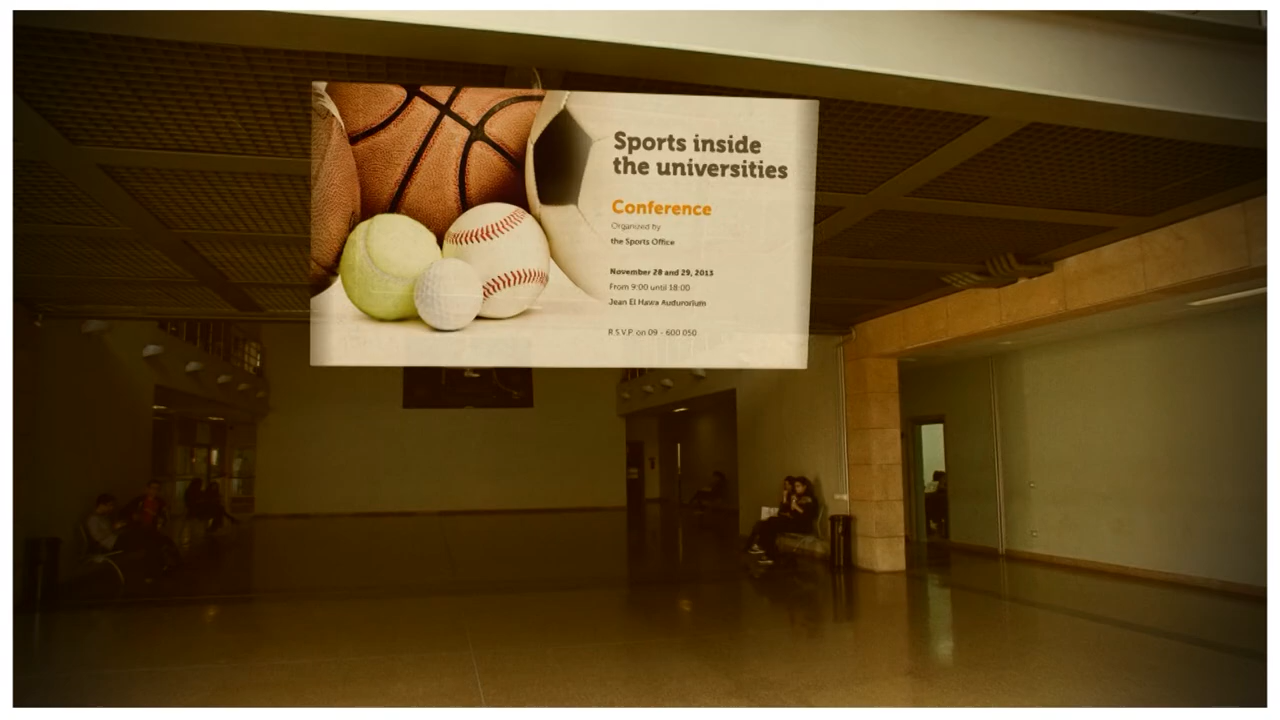 Sports inside
the universities
Conference
Organized by
the Sports Office
November 28 and 29, 2013
From 9:00 until 18:00
Jean El Hawa Audurorium
R.S.V.P. on 09 - 600 050